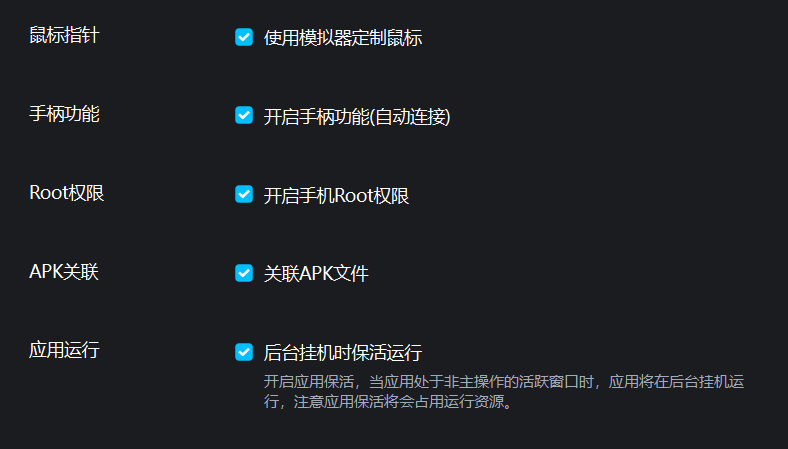 鼠标指针 使用模拟器定制鼠标
手柄功能 开启手柄功能(自动连接)
Root权限 开启手机Root权限
APK关联 关联APK文件
应用运行 后台挂机时保活运行
开启应用保活，当应用处于非主操作的活跃窗口时，应用将在后台挂机运
行，注意应用保活将会占用运行资源。